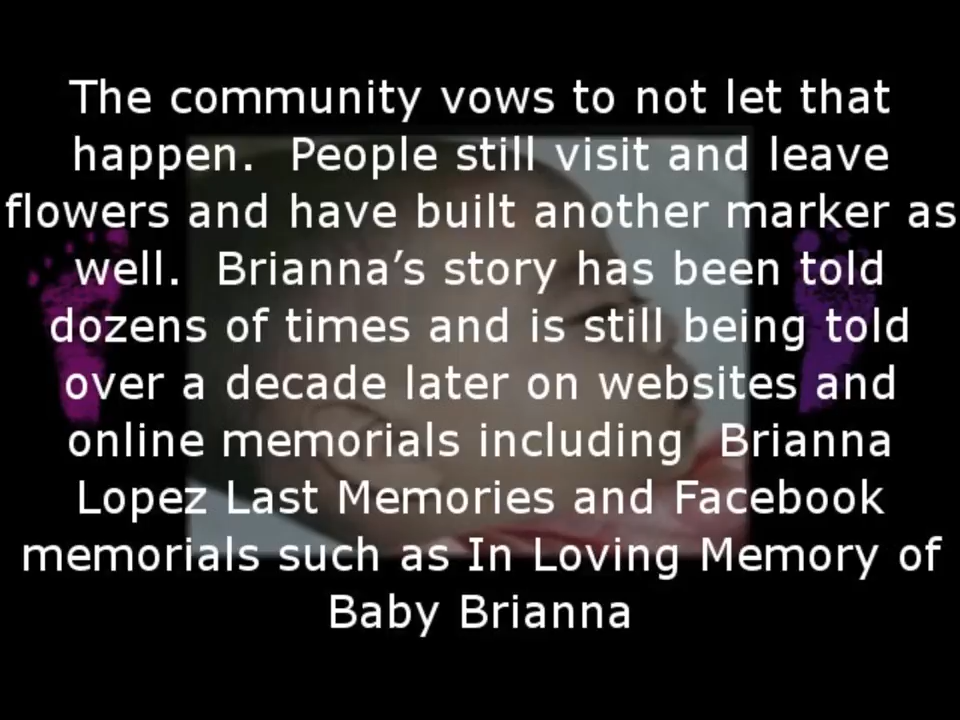 The community vows to not let that
happen.  People still visit and leave
flowers and have built another marker as
well.  Brianna’s story has been told
dozens of times and is still being told
over a decade later on websites and
online memorials including  Brianna
Lopez Last Memories and Facebook
memorials such as In Loving Memory of
Baby Brianna